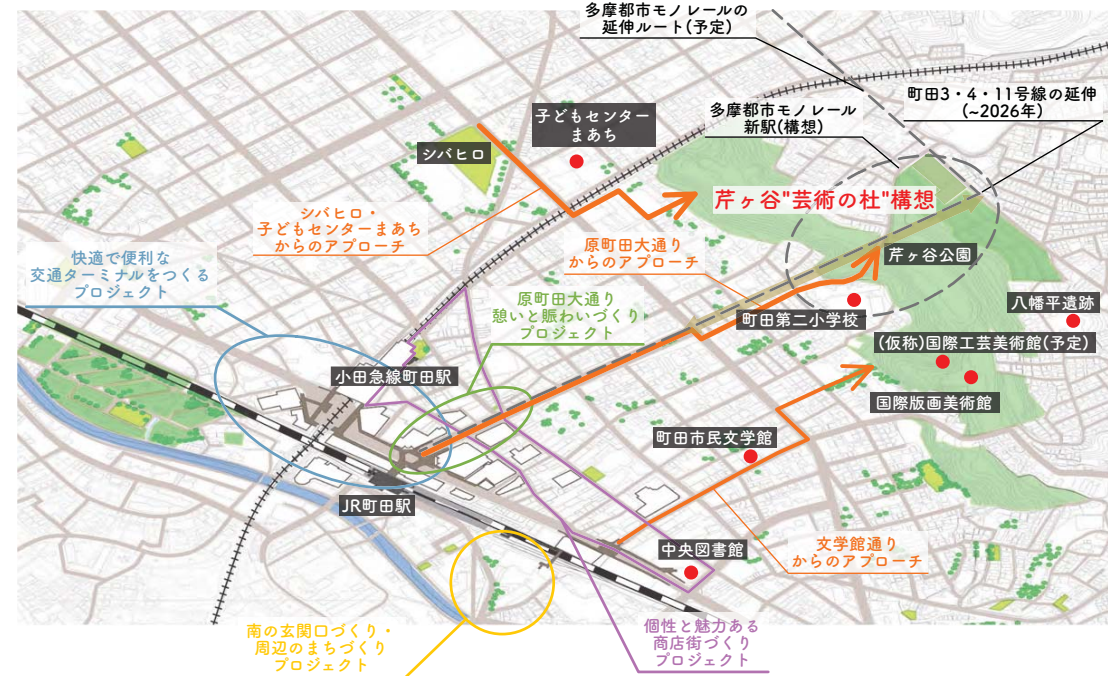 多摩都市モノレールの
延伸ルート(予定)
町田3・4・11号線の延伸
(~2026年)
多摩都市モノレール
新駅(構想)
子どもセンター
まあち
シバヒロ
芹ヶ谷"芸術の杜"構想
シバヒロ・
子どもセンターまあち
からのアプローチ
原町田大通り
からのアプローチ
芹ヶ谷公園
快適で便利な
交通ターミナルをつくる
プロジェクト
原町田大通り
憩いと賑わいづくり
プロジェクト
町田第二小学校
八幡平遺跡
(仮称)国際工芸美術館(予定)
国際版画美術館
小田急線町田駅
町田市民文学館
JR町田駅
中央図書館
文学館通り
からのアプローチ
南の玄関口づくり・
周辺のまちづくり
プロジェクト
個性と魅力ある
商店街づくり
プロジェクト